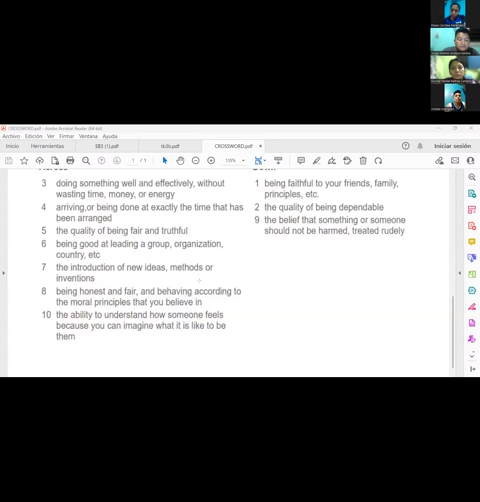 CROSSWORD.pdf - Adobe Acrobat Reader (64-bit)
Archivo Edición Ver Firmar Ventana Ayuda
Inicio Herramientas SB3 (1).pdf tb3b.pdf CROSSWORD.pdf Iniciar sesión
1 / 1 135%
3 doing something well and effectively, without
wasting time, money, or energy
4 arriving,or being done at exactly the time that has
been arranged
5 the quality of being fair and truthful
6 being good at leading a group, organization,
country, etc
7 the introduction of new ideas, methods or
inventions
8 being honest and fair, and behaving according to
the moral principles that you believe in
10 the ability to understand how someone feels
because you can imagine what it is like to be
them
1 being faithful to your friends, family,
principles, etc.
2 the quality of being dependable
9 the belief that something or someone
should not be harmed, treated rudely